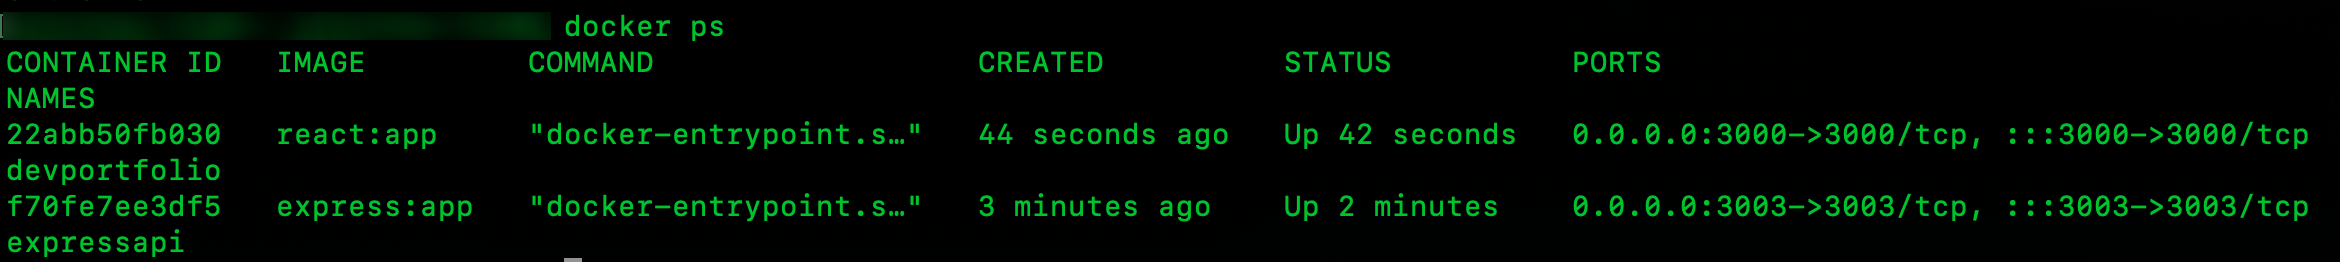 docker ps
CONTAINER ID   IMAGE         COMMAND                  CREATED          STATUS          PORTS
NAMES
22abb50fb030   react:app     "docker-entrypoint.s…"   44 seconds ago   Up 42 seconds   0.0.0.0:3000->3000/tcp, :::3000->3000/tcp
devportfolio
f70fe7ee3df5   express:app   "docker-entrypoint.s…"   3 minutes ago    Up 2 minutes    0.0.0.0:3003->3003/tcp, :::3003->3003/tcp
expressapi